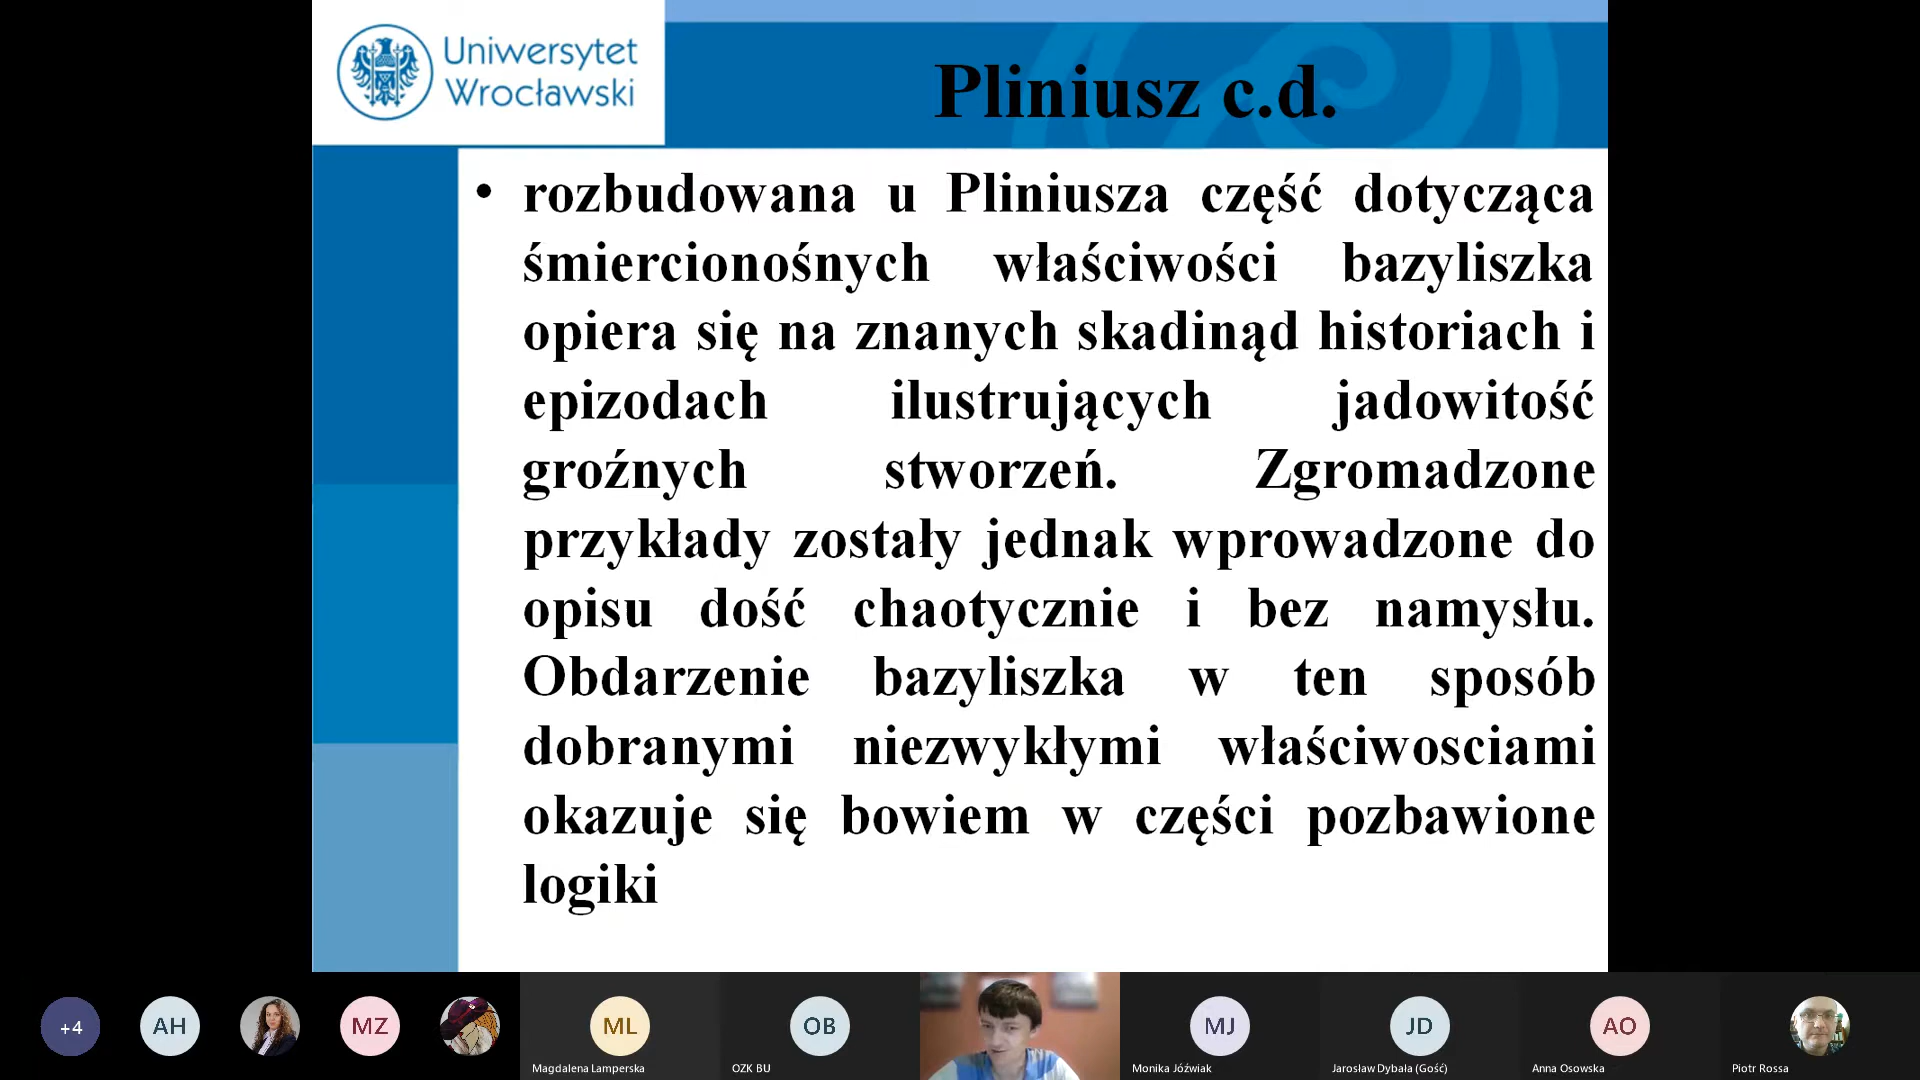 Uniwersytet
Wrocławski
Pliniusz c.d.
• rozbudowana u Pliniusza część dotycząca
śmiercionośnych właściwości bazyliszka
opiera się na znanych skadinąd historiach i
epizodach ilustrujących jadowitość
groźnych stworzeń. Zgromadzone
przykłady zostały jednak wprowadzone do
opisu dość chaotycznie i bez namysłu.
Obdarzenie bazyliszka w ten sposób
dobranymi niezwykłymi właściwosciami
okazuje się bowiem w części pozbawione
logiki
+4
AH
MZ
ML
OB
MJ
JD
AO
Magdalena Lamperska
OZK BU
Monika Jóźwiak
Jarosław Dybała (Gość)
Anna Osowska
Piotr Rossa